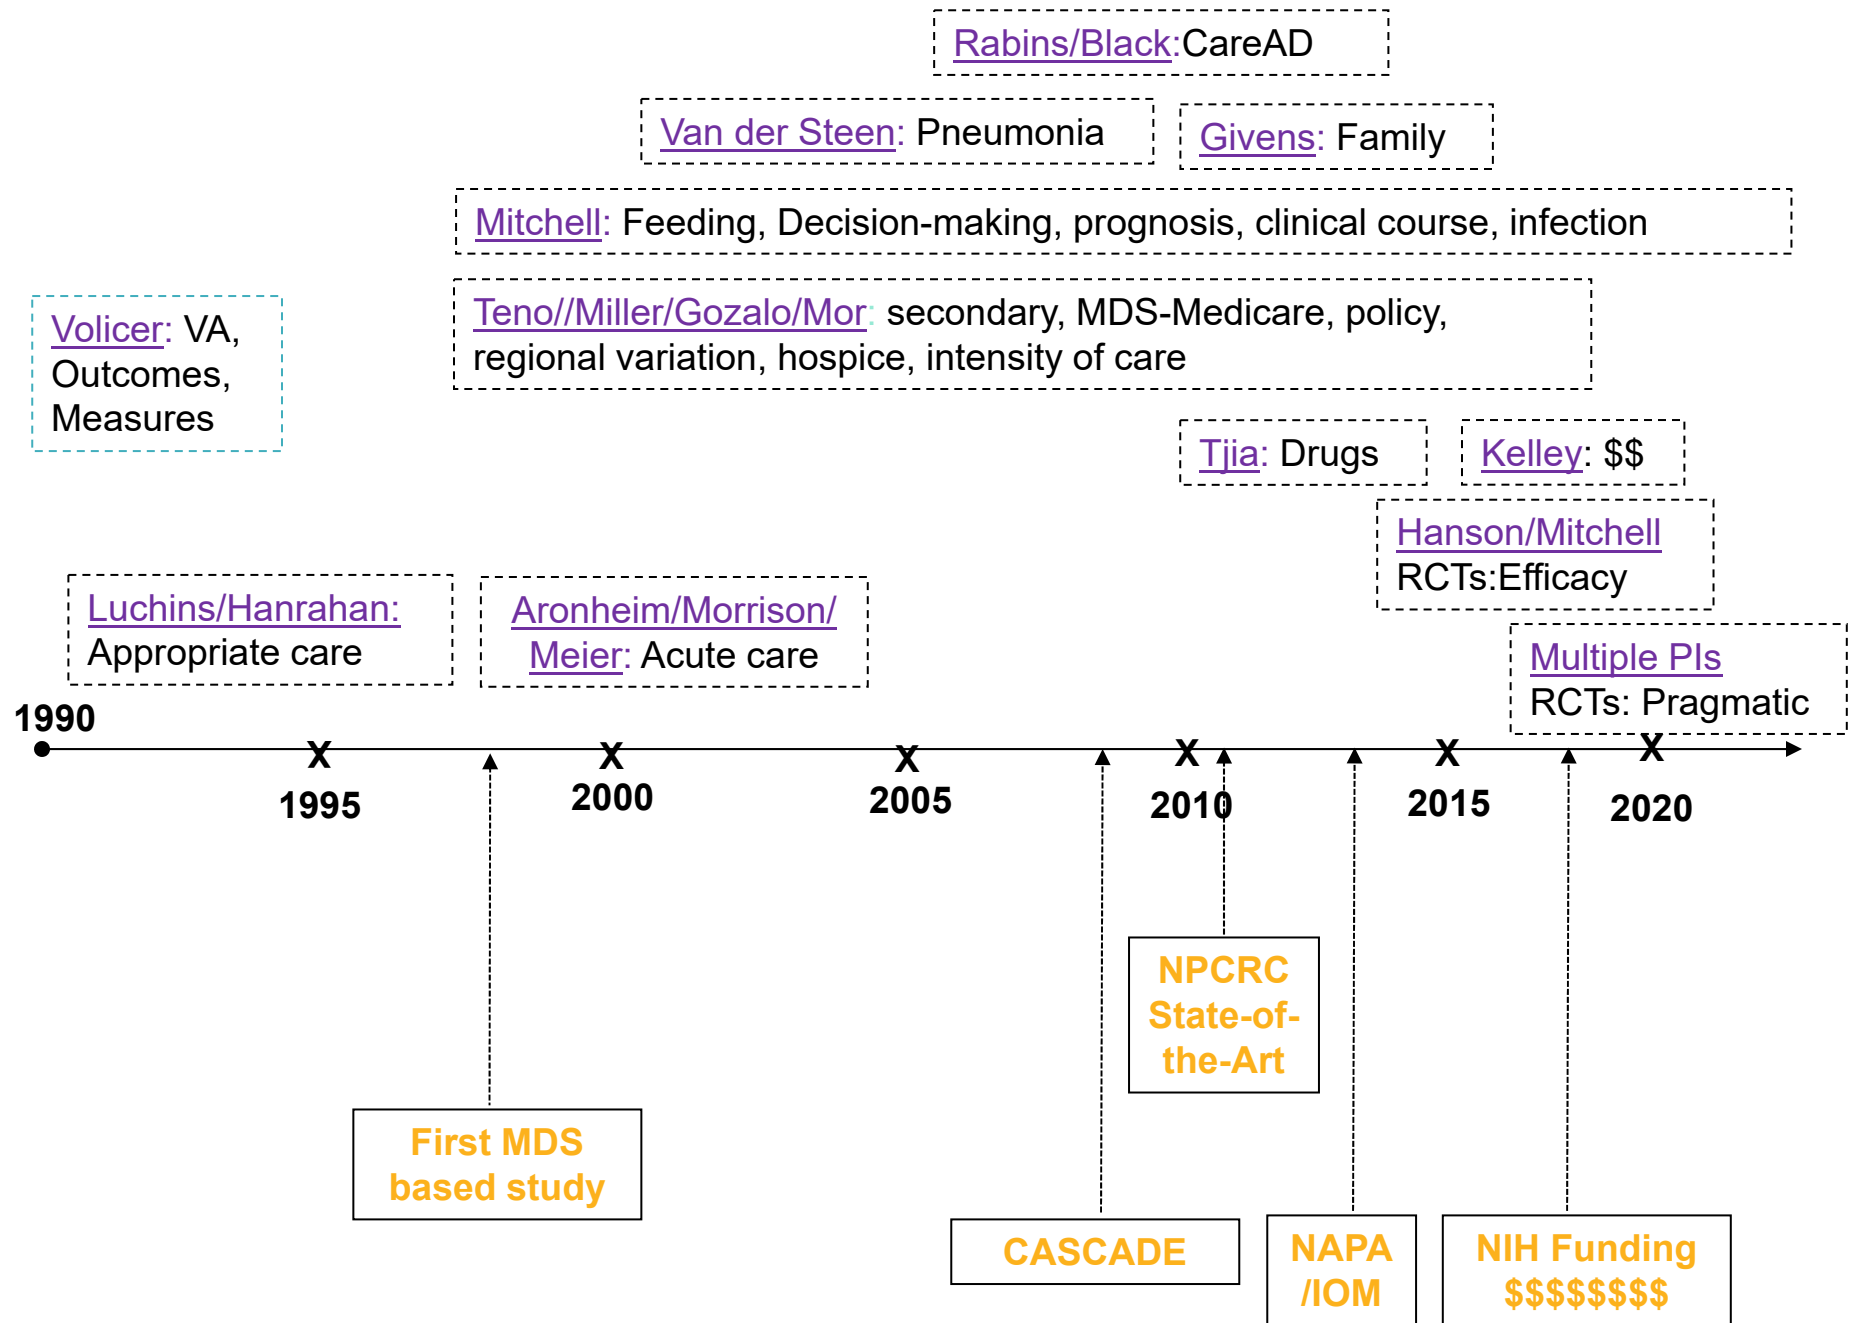 Rabins/Black:CareAD
Van der Steen: Pneumonia
Givens: Family
Mitchell: Feeding, Decision-making, prognosis, clinical course, infection
Teno//Miller/Gozalo/Mor: secondary, MDS-Medicare, policy,
regional variation, hospice, intensity of care
Volicer: VA,
Outcomes,
Measures
Tjia: Drugs
Kelley: $$
Hanson/Mitchell
RCTs:Efficacy
Luchins/Hanrahan:
Appropriate care
Aronheim/Morrison/
Meier: Acute care
Multiple PIs
RCTs: Pragmatic
1990
X X X X X X
1995
2000
2005
2010
2015
2020
NPCRC
State-of-
the-Art
First MDS
based study
CASCADE
NAPA
/IOM
NIH Funding
$$$$$$$$